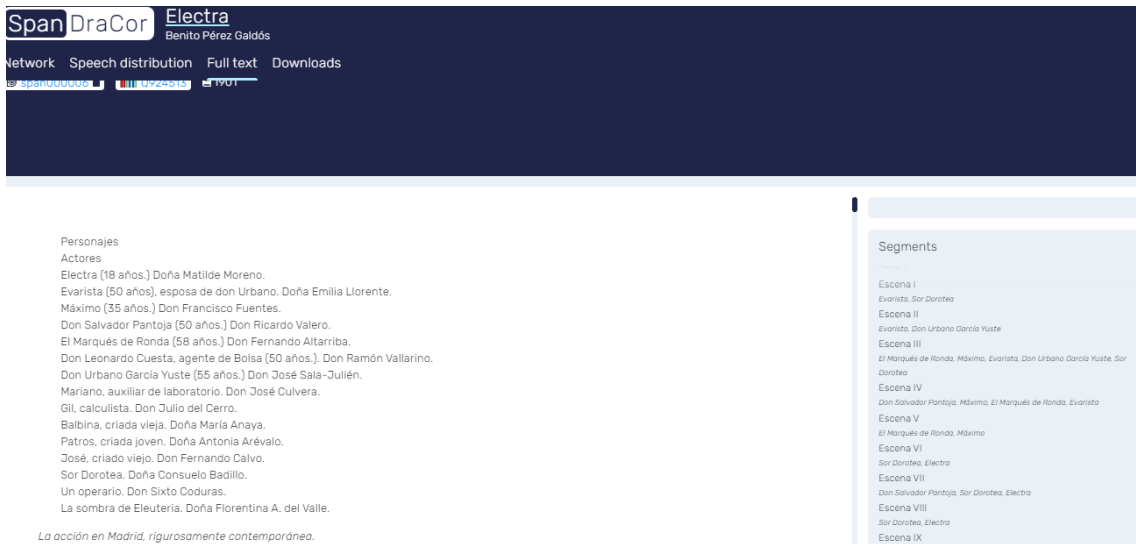 SpanDraCor
Electra
Benito Pérez Galdós
Network Speech distribution Full text Downloads
span000006 Q924513 1901
Personajes
Actores
Electra (18 años.) Doña Matilde Moreno.
Evarista (50 años), esposa de don Urbano. Doña Emilia Llorente.
Máximo (35 años.) Don Francisco Fuentes.
Don Salvador Pantoja (50 años.) Don Ricardo Valero.
El Marqués de Ronda (58 años.) Don Fernando Altarriba.
Don Leonardo Cuesta, agente de Bolsa (50 años.). Don Ramón Vallarino.
Don Urbano García Yuste (55 años.) Don José Sala-Julién.
Mariano, auxiliar de laboratorio. Don José Culvera.
Gil, calculista. Don Julio del Cerro.
Balbina, criada vieja. Doña María Anaya.
Patros, criada joven. Doña Antonia Arévalo.
José, criado viejo. Don Fernando Calvo.
Sor Dorotea. Doña Consuelo Badillo.
Un operario. Don Sixto Coduras.
La sombra de Eleuteria. Doña Florentina A. del Valle.
La acción en Madrid, rigurosamente contemporánea.
Segments
Escena I
Evarista, Sor Dorotea
Escena II
Evarista, Don Urbano García Yuste
Escena III
El Marqués de Ronda, Máximo, Evarista, Don Urbano García Yuste, Sor
Dorotea
Escena IV
Don Salvador Pantoja, Máximo, El Marqués de Ronda, Evarista
Escena V
El Marqués de Ronda, Máximo
Escena VI
Sor Dorotea, Electra
Escena VII
Don Salvador Pantoja, Sor Dorotea, Electra
Escena VIII
Sor Dorotea, Electra
Escena IX